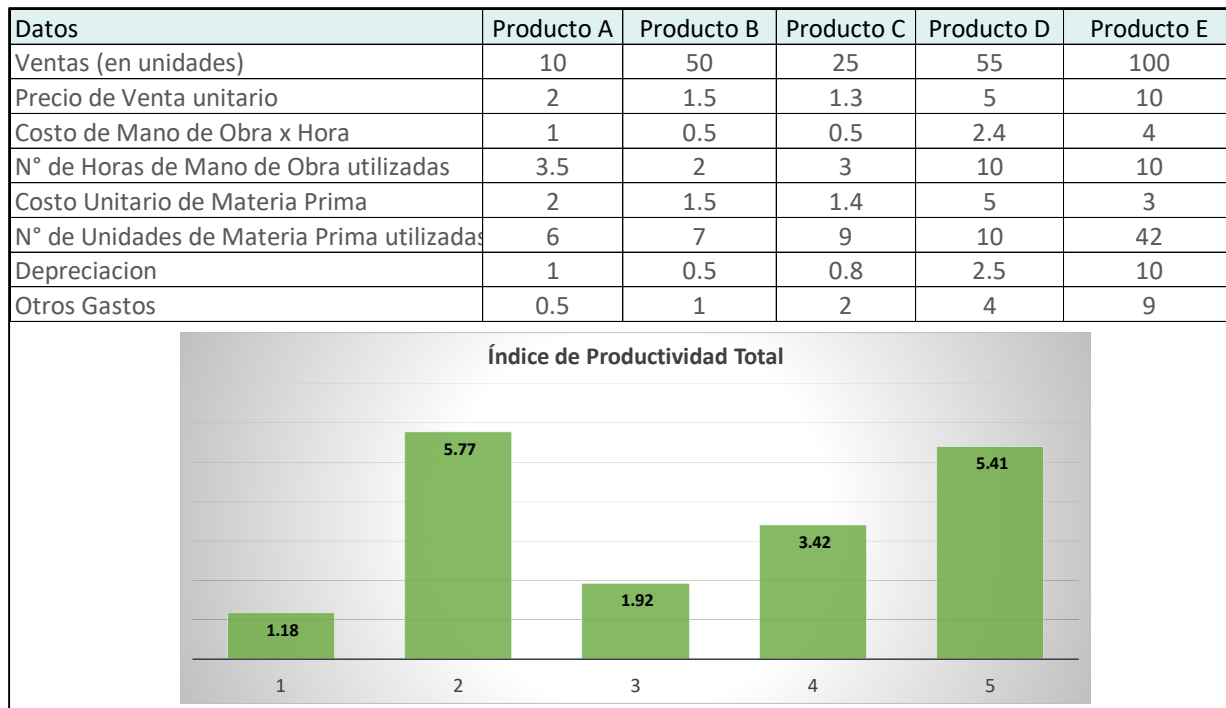 Datos Producto A Producto B Producto C Producto D Producto E
Ventas (en unidades) 10 50 25 55 100
Precio de Venta unitario 2 1.5 1.3 5 10
Costo de Mano de Obra x Hora 1 0.5 0.5 2.4 4
N° de Horas de Mano de Obra utilizadas 3.5 2 3 10 10
Costo Unitario de Materia Prima 2 1.5 1.4 5 3
N° de Unidades de Materia Prima utilizadas 6 7 9 10 42
Depreciacion 1 0.5 0.8 2.5 10
Otros Gastos 0.5 1 2 4 9
Índice de Productividad Total
5.77
5.41
3.42
1.92
1.18
1 2 3 4 5